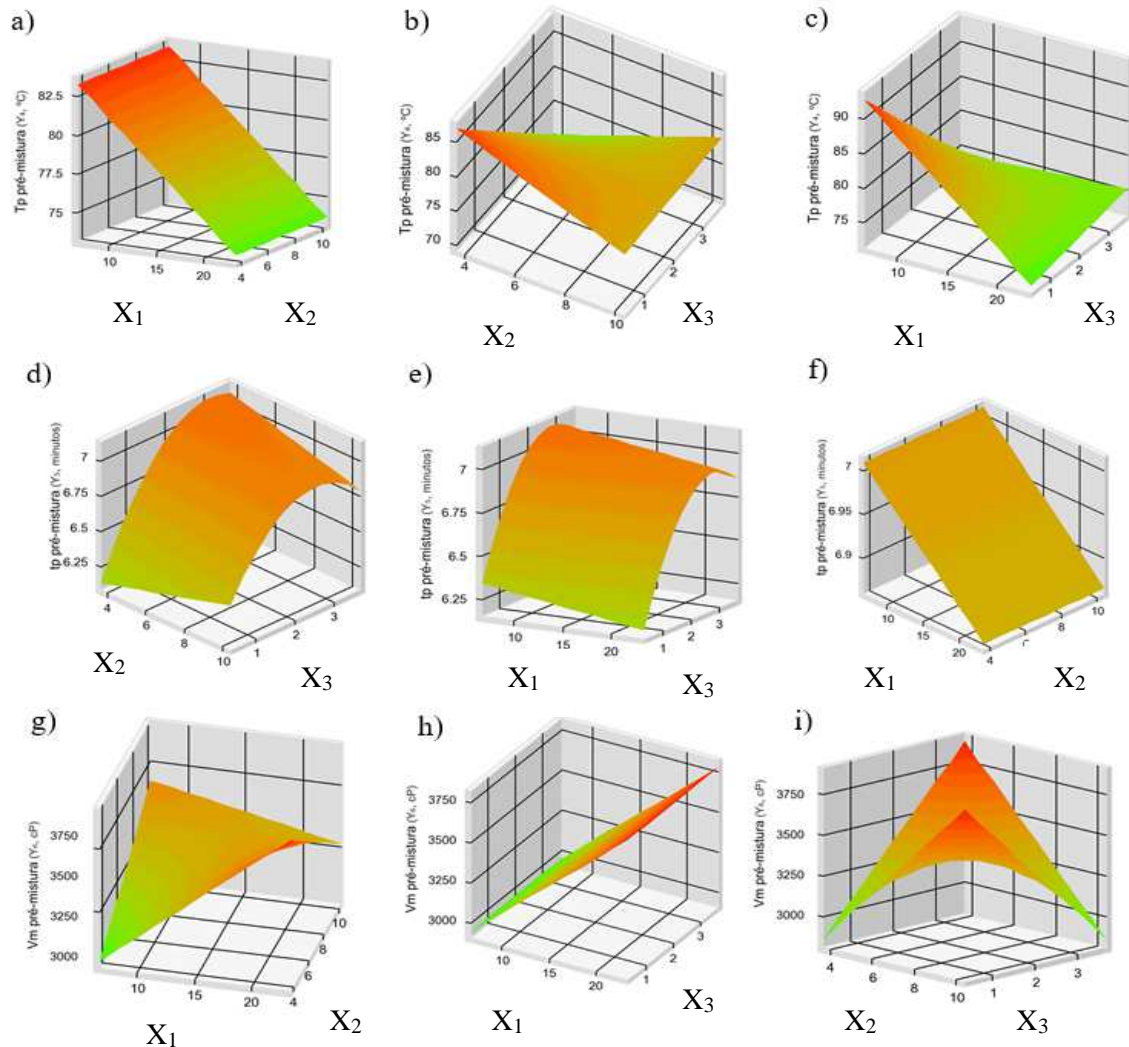 a)
Tp pré-mistura (Y₄, ºC)
82.5
80
77.5
75
10
15
20
4
6
8
10
X₁
X₂
b)
Tp pré-mistura (Y₄, ºC)
85
80
75
70
4
6
8
10
1
2
3
X₂
X₃
c)
Tp pré-mistura (Y₄, ºC)
90
85
80
75
10
15
20
1
2
3
X₁
X₃
d)
tp pré-mistura (Y₅, minutos)
7
6.75
6.5
6.25
4
6
8
10
1
2
3
X₂
X₃
e)
tp pré-mistura (Y₅, minutos)
7
6.75
6.5
6.25
10
15
20
1
2
3
X₁
X₃
f)
tp pré-mistura (Y₅, minutos)
7
6.95
6.9
10
15
20
4
8
10
X₁
X₂
g)
Vm pré-mistura (Y₆, cP)
3750
3500
3250
3000
10
15
20
4
6
8
10
X₁
X₂
h)
Vm pré-mistura (Y₆, cP)
3750
3500
3250
3000
10
15
20
1
2
3
X₁
X₃
i)
Vm pré-mistura (Y₆, cP)
3750
3500
3250
3000
4
6
8
10
1
2
3
X₂
X₃